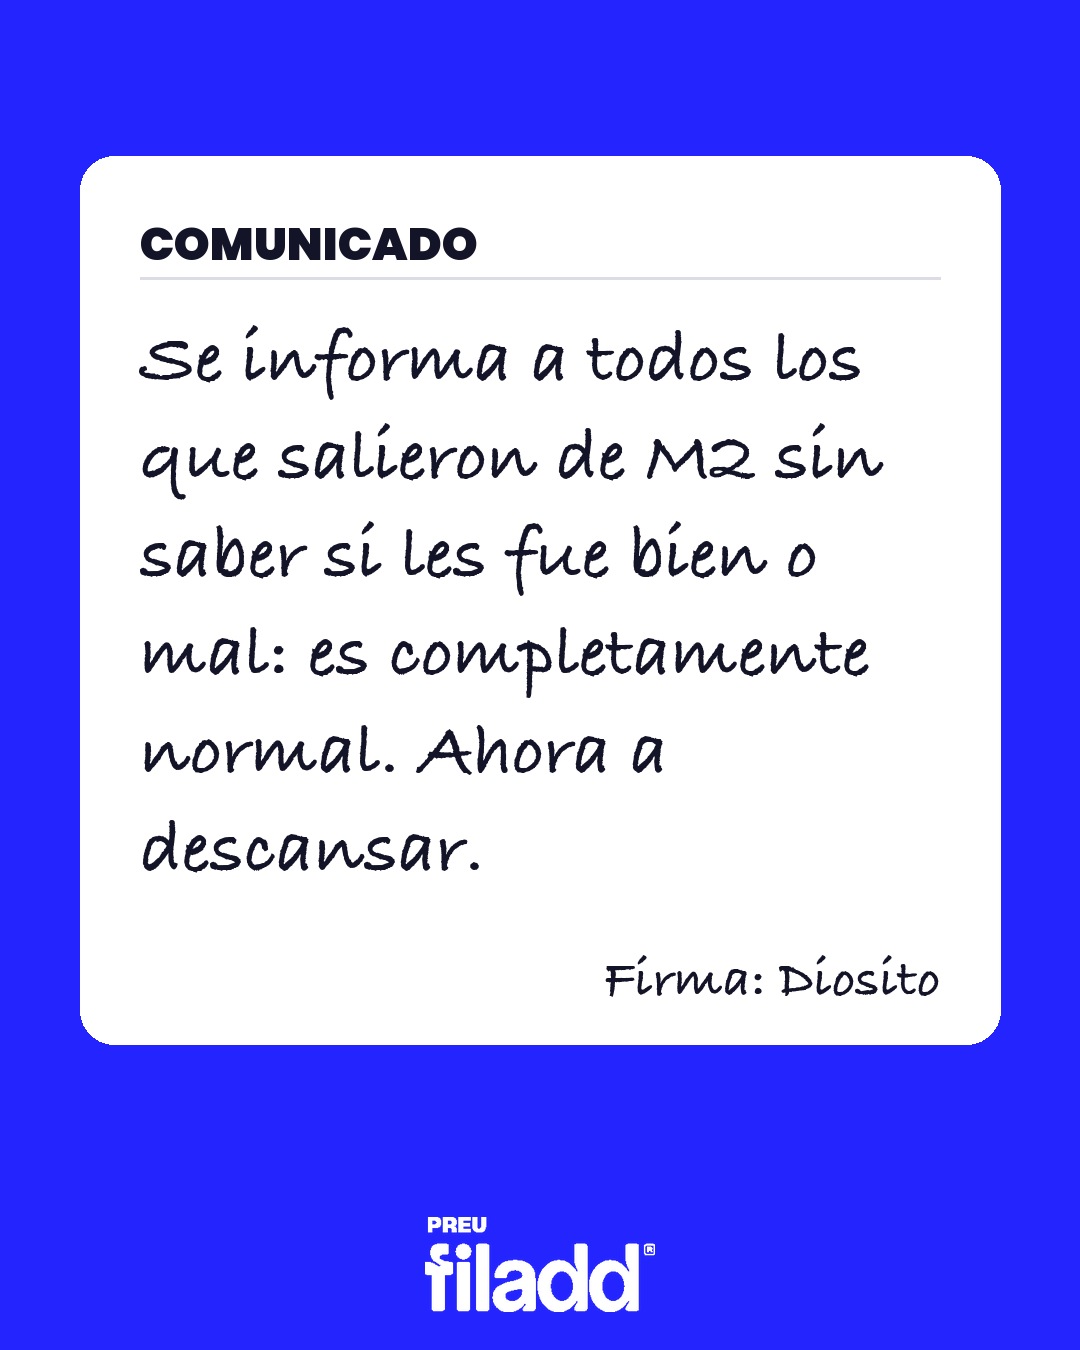 COMUNICADO
Se informa a todos los
que salieron de M2 sin
saber si les fue bien o
mal: es completamente
normal. Ahora a
descansar.
Firma: Diosito
PREU
filadd®